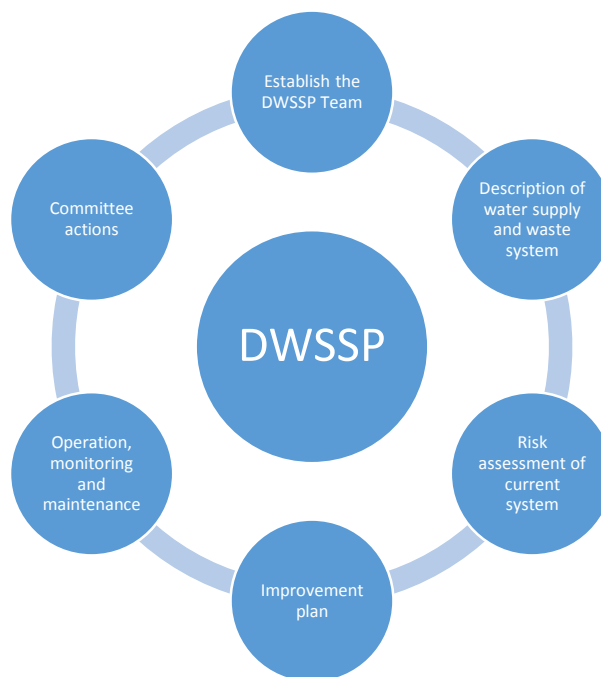 Establish the
DWSSP Team
Description of
water supply
and waste
system
Risk
assessment of
current
system
Improvement
plan
Operation,
monitoring
and
maintenance
Committee
actions
DWSSP